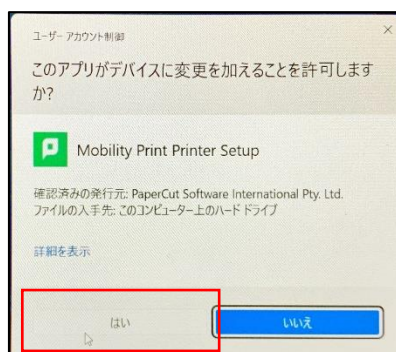 ユーザー アカウント制御
このアプリがデバイスに変更を加えることを許可します
か?
Mobility Print Printer Setup
確認済みの発行元: PaperCut Software International Pty. Ltd.
ファイルの入手先: このコンピューター上のハード ドライブ
詳細を表示
はい
いいえ